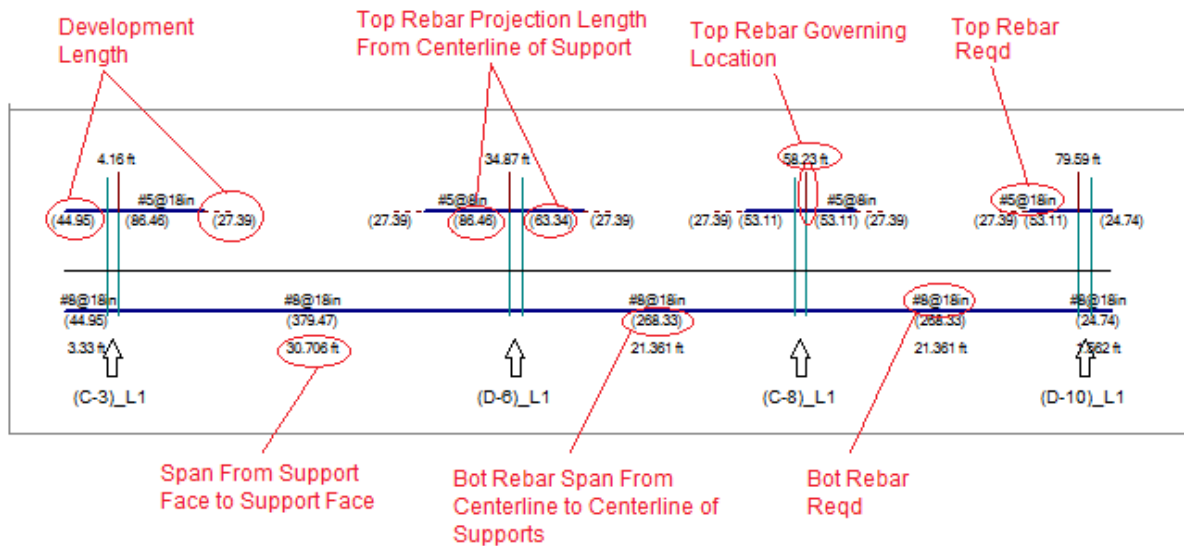 Development
Length
Top Rebar Projection Length
From Centerline of Support
Top Rebar Governing
Location
Top Rebar
Reqd
4.16 ft
34.87 ft
58.23 ft
79.59 ft
#5@18in
#5@8in
#5@8in
#5@18in
(44.95) (86.46) (27.39) (27.39) (86.46) (63.34) (27.39) (27.39) (53.11) (53.11) (27.39) (27.39) (53.11) (24.74)
#8@18in #8@18in #8@18in #8@18in #8@18in
(44.95) (379.47) (268.33) (268.33) (24.74)
3.33 ft 30.706 ft 21.361 ft 21.361 ft
(C-3)_L1 (D-6)_L1 (C-8)_L1 (D-10)_L1
Span From Support
Face to Support Face
Bot Rebar Span From
Centerline to Centerline of
Supports
Bot Rebar
Reqd